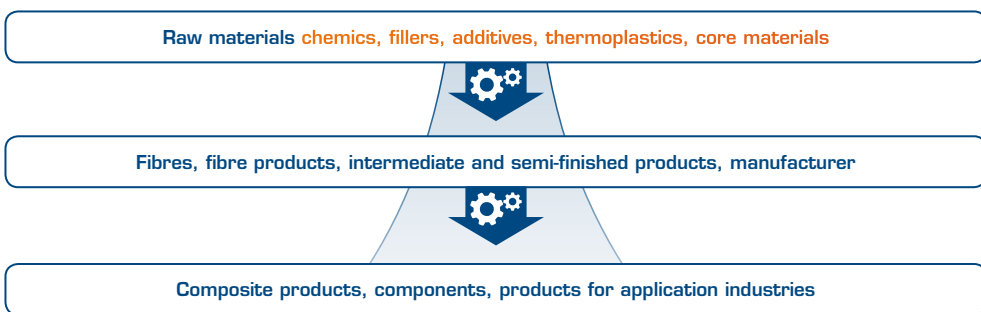 Raw materials chemics, fillers, additives, thermoplastics, core materials
Fibres, fibre products, intermediate and semi-finished products, manufacturer
Composite products, components, products for application industries